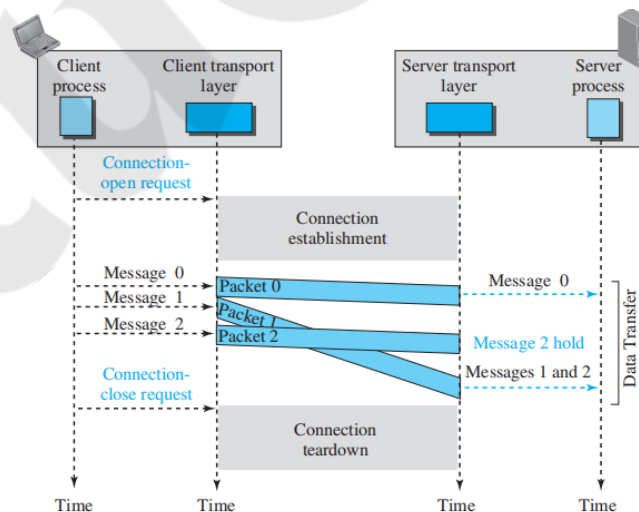 Client
process
Client transport
layer
Server transport
layer
Server
process
Connection-
open request
Connection
establishment
Message 0
Message 1
Message 2
Packet 0
Packet 1
Packet 2
Message 0
Message 2 hold
Messages 1 and 2
Data Transfer
Connection-
close request
Connection
teardown
Time
Time
Time
Time